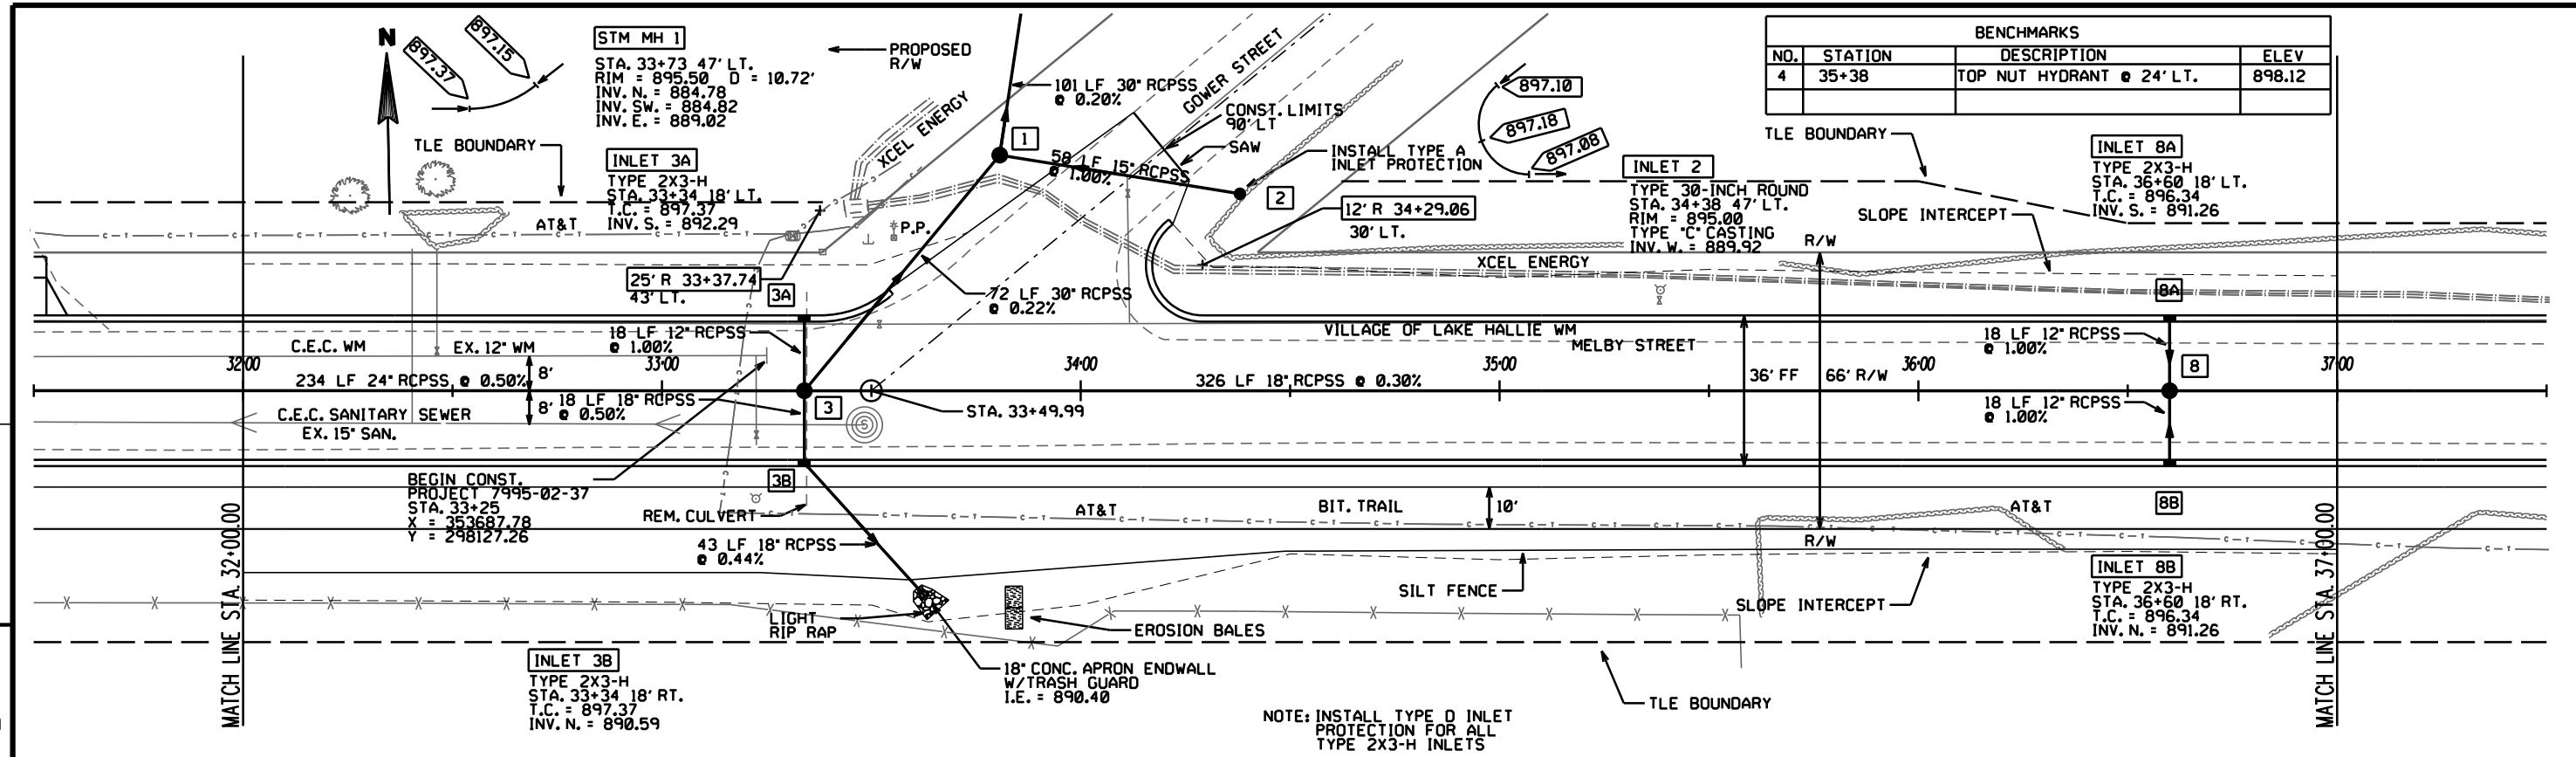 BENCHMARKS
NO. STATION DESCRIPTION ELEV
4 35+38 TOP NUT HYDRANT @ 24' LT. 898.12
N
897.37
897.15
STM MH 1
STA. 33+73 47' LT.
RIM = 895.50 D = 10.72'
INV. N. = 884.78
INV. SW. = 884.82
INV. E. = 889.02
PROPOSED
R/W
TLE BOUNDARY
INLET 3A
TYPE 2X3-H
STA. 33+34 18' LT.
T.C. = 897.37
INV. S. = 892.29
AT&T
XCEL ENERGY
P.P.
1
101 LF 30" RCPSS
@ 0.20%
GOWER STREET
CONST. LIMITS
90' LT
SAW
58 LF 15" RCPSS
@ 1.00%
INSTALL TYPE A
INLET PROTECTION
2
897.10
897.18
897.08
INLET 2
TYPE 30-INCH ROUND
STA. 34+38 47' LT.
RIM = 895.00
TYPE "C" CASTING
INV. W. = 889.92
12' R 34+29.06
30' LT.
TLE BOUNDARY
SLOPE INTERCEPT
INLET 8A
TYPE 2X3-H
STA. 36+60 18' LT.
T.C. = 896.34
INV. S. = 891.26
R/W
XCEL ENERGY
25' R 33+37.74
43' LT.
3A
72 LF 30" RCPSS
@ 0.22%
8A
18 LF 12" RCPSS
@ 1.00%
VILLAGE OF LAKE HALLIE WM
MELBY STREET
18 LF 12" RCPSS
@ 1.00%
C.E.C. WM
EX. 12" WM
32+00
33+00
34+00
35+00
36+00
37+00
8'
234 LF 24" RCPSS @ 0.50%
326 LF 18" RCPSS @ 0.30%
36' FF
66' R/W
8
8'
18 LF 18" RCPSS
@ 0.50%
3
STA. 33+49.99
18 LF 12" RCPSS
@ 1.00%
C.E.C. SANITARY SEWER
EX. 15" SAN.
S
BEGIN CONST.
PROJECT 7995-02-37
STA. 33+25
X = 353687.78
Y = 298127.26
3B
REM. CULVERT
AT&T
BIT. TRAIL
10'
AT&T
8B
43 LF 18" RCPSS
@ 0.44%
R/W
SILT FENCE
SLOPE INTERCEPT
INLET 8B
TYPE 2X3-H
STA. 36+60 18' RT.
T.C. = 896.34
INV. N. = 891.26
LIGHT
RIP RAP
EROSION BALES
INLET 3B
TYPE 2X3-H
STA. 33+34 18' RT.
T.C. = 897.37
INV. N. = 890.59
18" CONC. APRON ENDWALL
W/TRASH GUARD
I.E. = 890.40
TLE BOUNDARY
NOTE: INSTALL TYPE D INLET
PROTECTION FOR ALL
TYPE 2X3-H INLETS
MATCH LINE STA. 32+00.00
MATCH LINE STA. 37+00.00